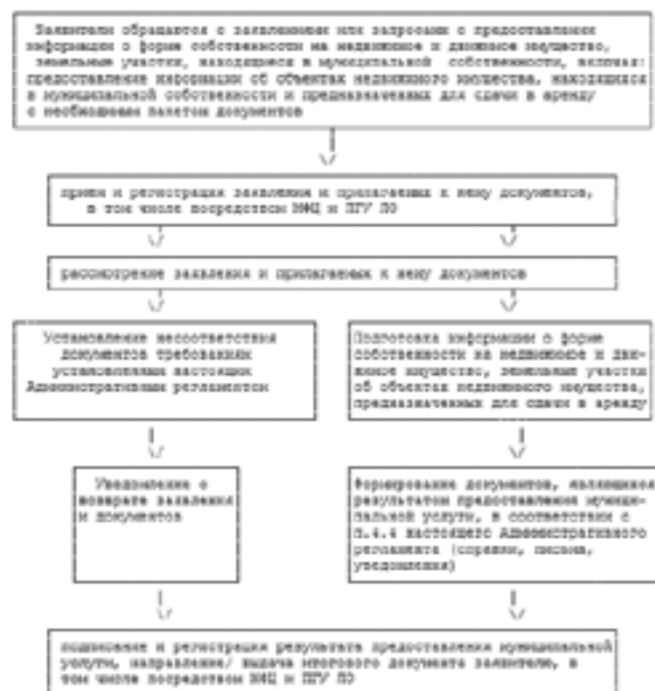 Заявители обращаются с заявлениями или запросами о предоставлении
информации о форме собственности на недвижимое и движимое имущество,
земельные участки, находящиеся в муниципальной собственности, включая:
предоставление информации об объектах недвижимого имущества, находящихся
в муниципальной собственности и предназначенных для сдачи в аренду
с необходимым пакетом документов
прием и регистрация заявления и прилагаемых к нему документов,
в том числе посредством МФЦ и ПГУ ЛО
рассмотрение заявления и прилагаемых к нему документов
Установление несоответствия
документов требованиям
установленным настоящим
Административным регламентом
Подготовка информации о форме
собственности на недвижимое и дви-
жимое имущество, земельные участки
об объектах недвижимого имущества,
предназначенных для сдачи в аренду
Уведомление о
возврате заявления
и документов
Формирование документов, являющихся
результатом предоставления муници-
пальной услуги, в соответствии с
п.4.4 настоящего Административного
регламента (справки, письма,
уведомления)
подписание и регистрация результата предоставления муниципальной
услуги, направление/ выдача итогового документа заявителю, в
том числе посредством МФЦ и ПГУ ЛО